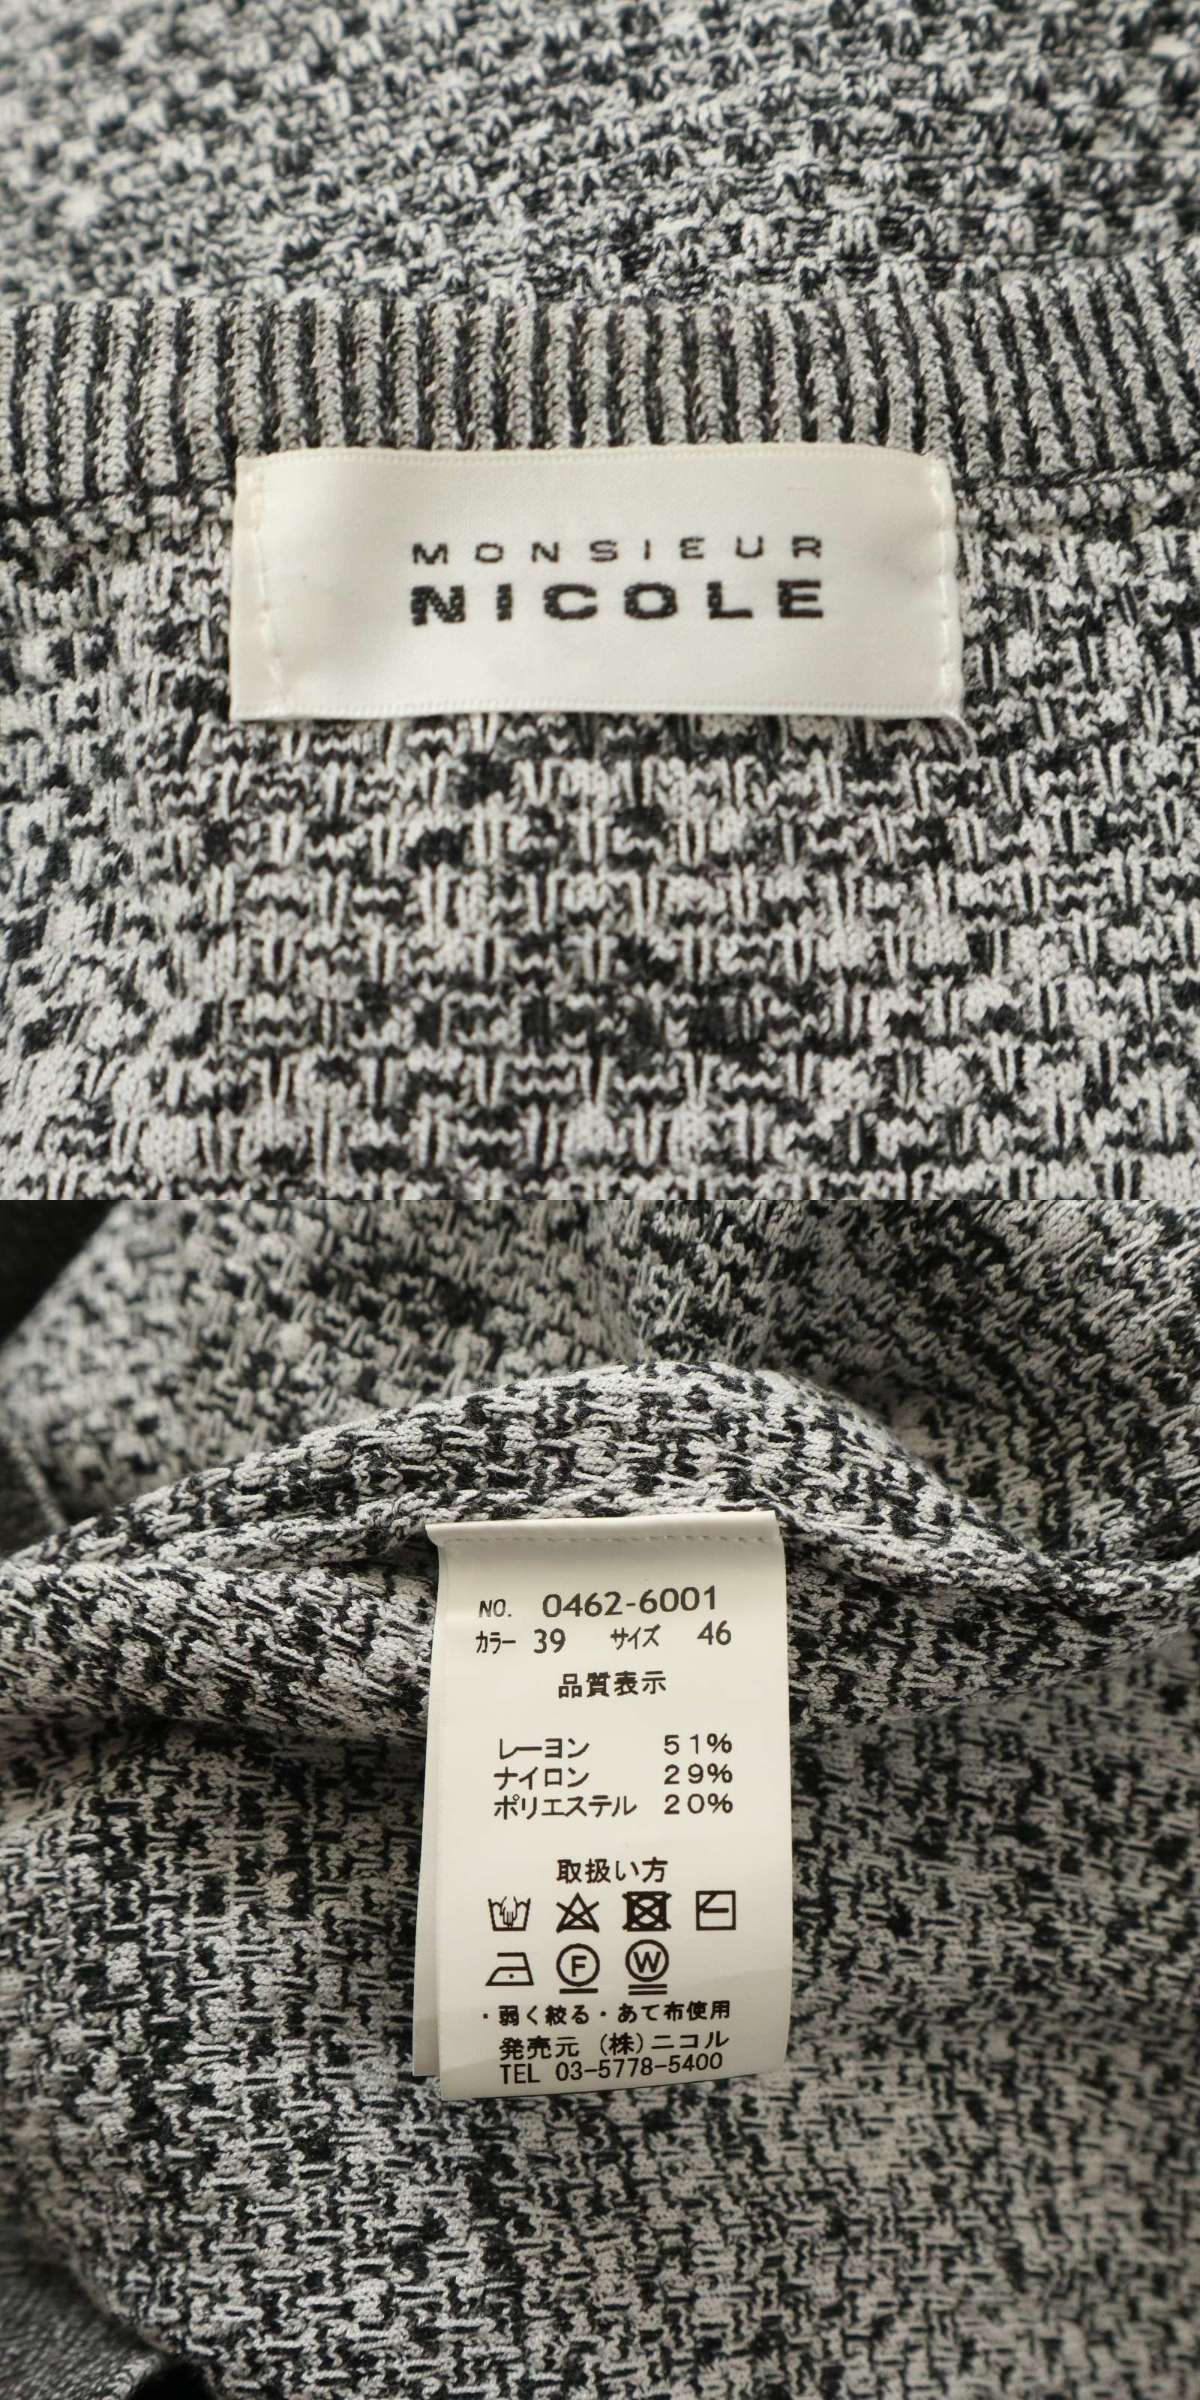 MONSIEUR
NICOLE
NO. 0462-6001
カラー 39 サイズ 46
品質表示
レーヨン 51%
ナイロン 29%
ポリエステル 20%
取扱い方
F W
・弱く絞る・あて布使用
発売元 (株)ニコル
TEL 03-5778-5400